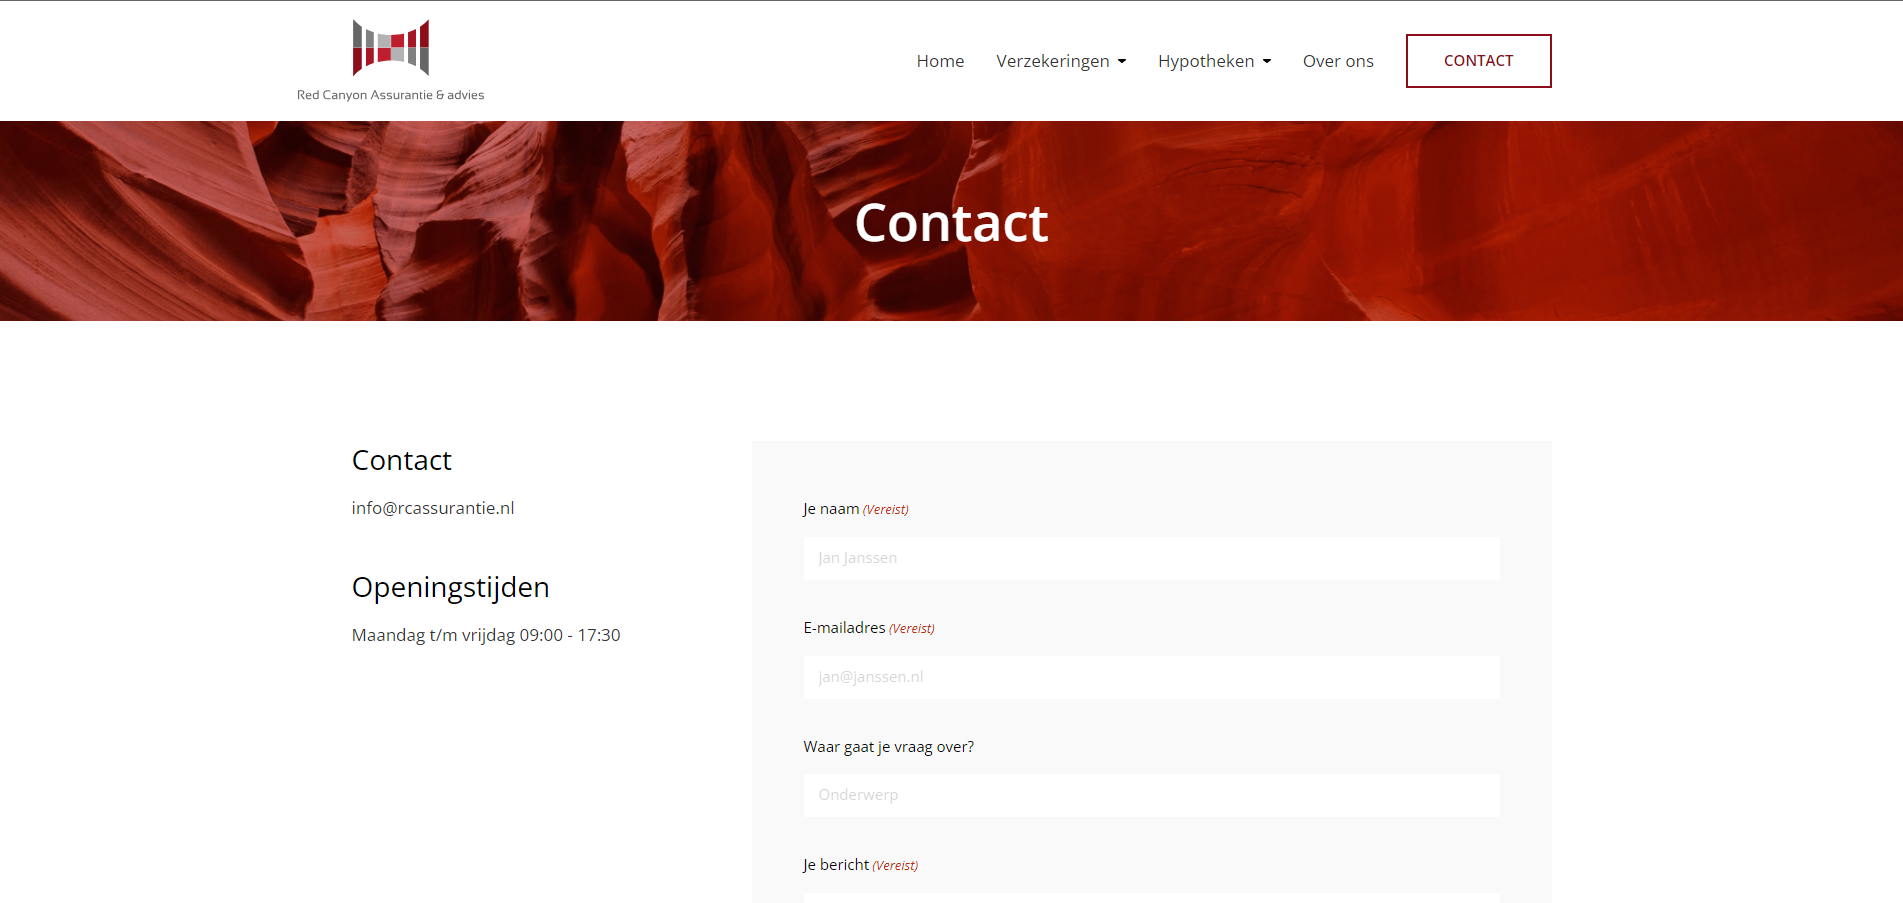 Red Canyon Assurantie & advies
Home
Verzekeringen
Hypotheken
Over ons
CONTACT
Contact
Contact
info@rcassurantie.nl
Openingstijden
Maandag t/m vrijdag 09:00 - 17:30
Je naam (Vereist)
Jan Janssen
E-mailadres (Vereist)
jan@janssen.nl
Waar gaat je vraag over?
Onderwerp
Je bericht (Vereist)